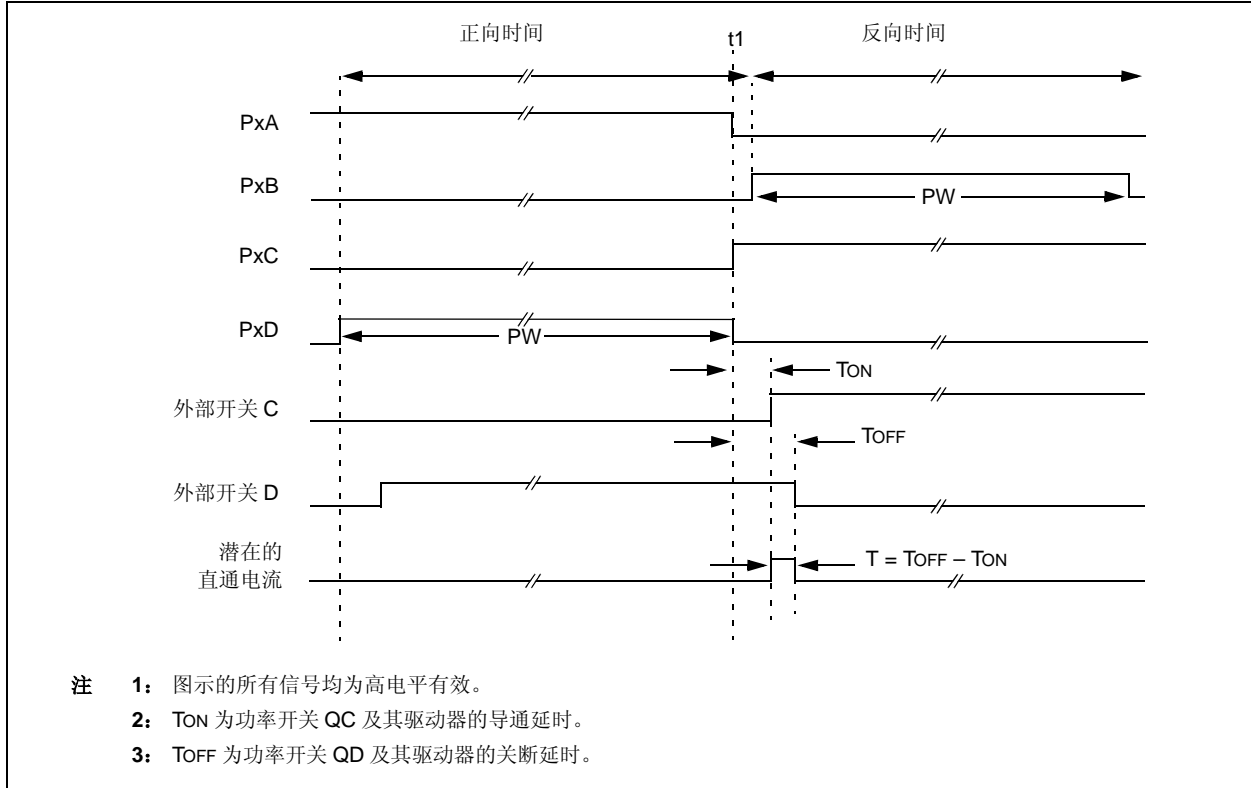 正向时间
t1
反向时间
PxA
PxB
PW
PxC
PxD
PW
TON
外部开关 C
TOFF
外部开关 D
潜在的
直通电流
T = TOFF – TON
注 1： 图示的所有信号均为高电平有效。
2： TON 为功率开关 QC 及其驱动器的导通延时。
3： TOFF 为功率开关 QD 及其驱动器的关断延时。